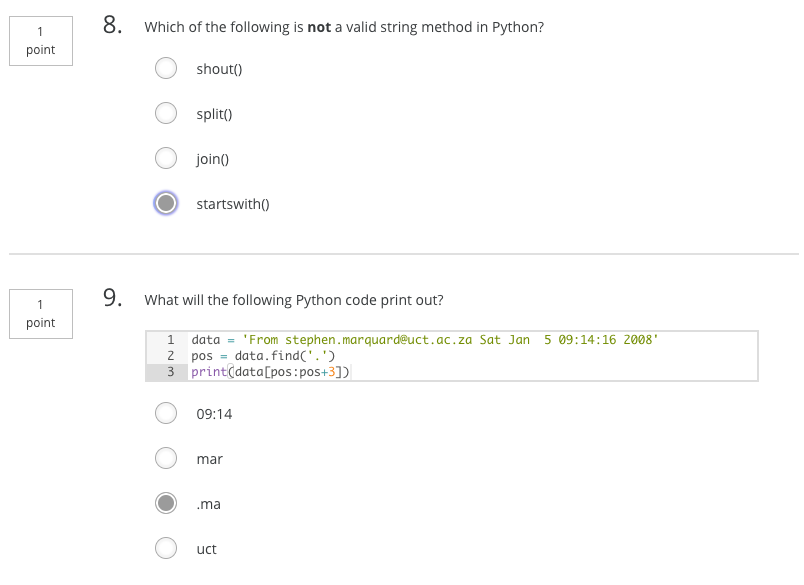 1
point
8. Which of the following is not a valid string method in Python?
shout()
split()
join()
startswith()
1
point
9. What will the following Python code print out?
1 data = 'From stephen.marquard@uct.ac.za Sat Jan  5 09:14:16 2008'
2 pos = data.find('.')
3 print(data[pos:pos+3])
09:14
mar
.ma
uct